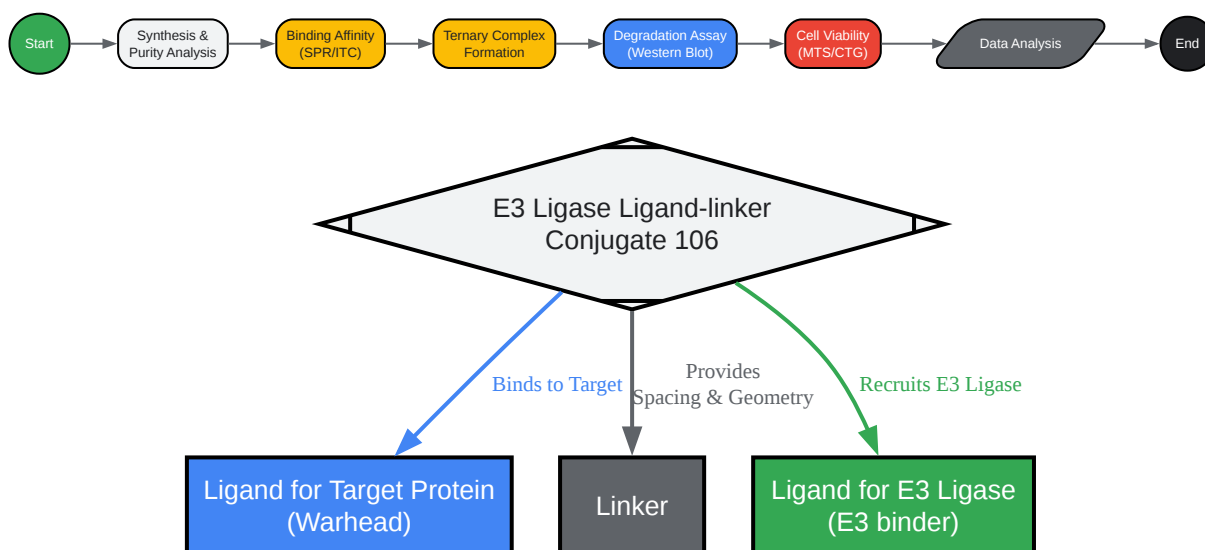 Start
Synthesis &
Purity Analysis
Binding Affinity
(SPR/ITC)
Ternary Complex
Formation
Degradation Assay
(Western Blot)
Cell Viability
(MTS/CTG)
Data Analysis
End
E3 Ligase Ligand-linker
Conjugate 106
Binds to Target
Provides
Spacing & Geometry
Recruits E3 Ligase
Ligand for Target Protein
(Warhead)
Linker
Ligand for E3 Ligase
(E3 binder)